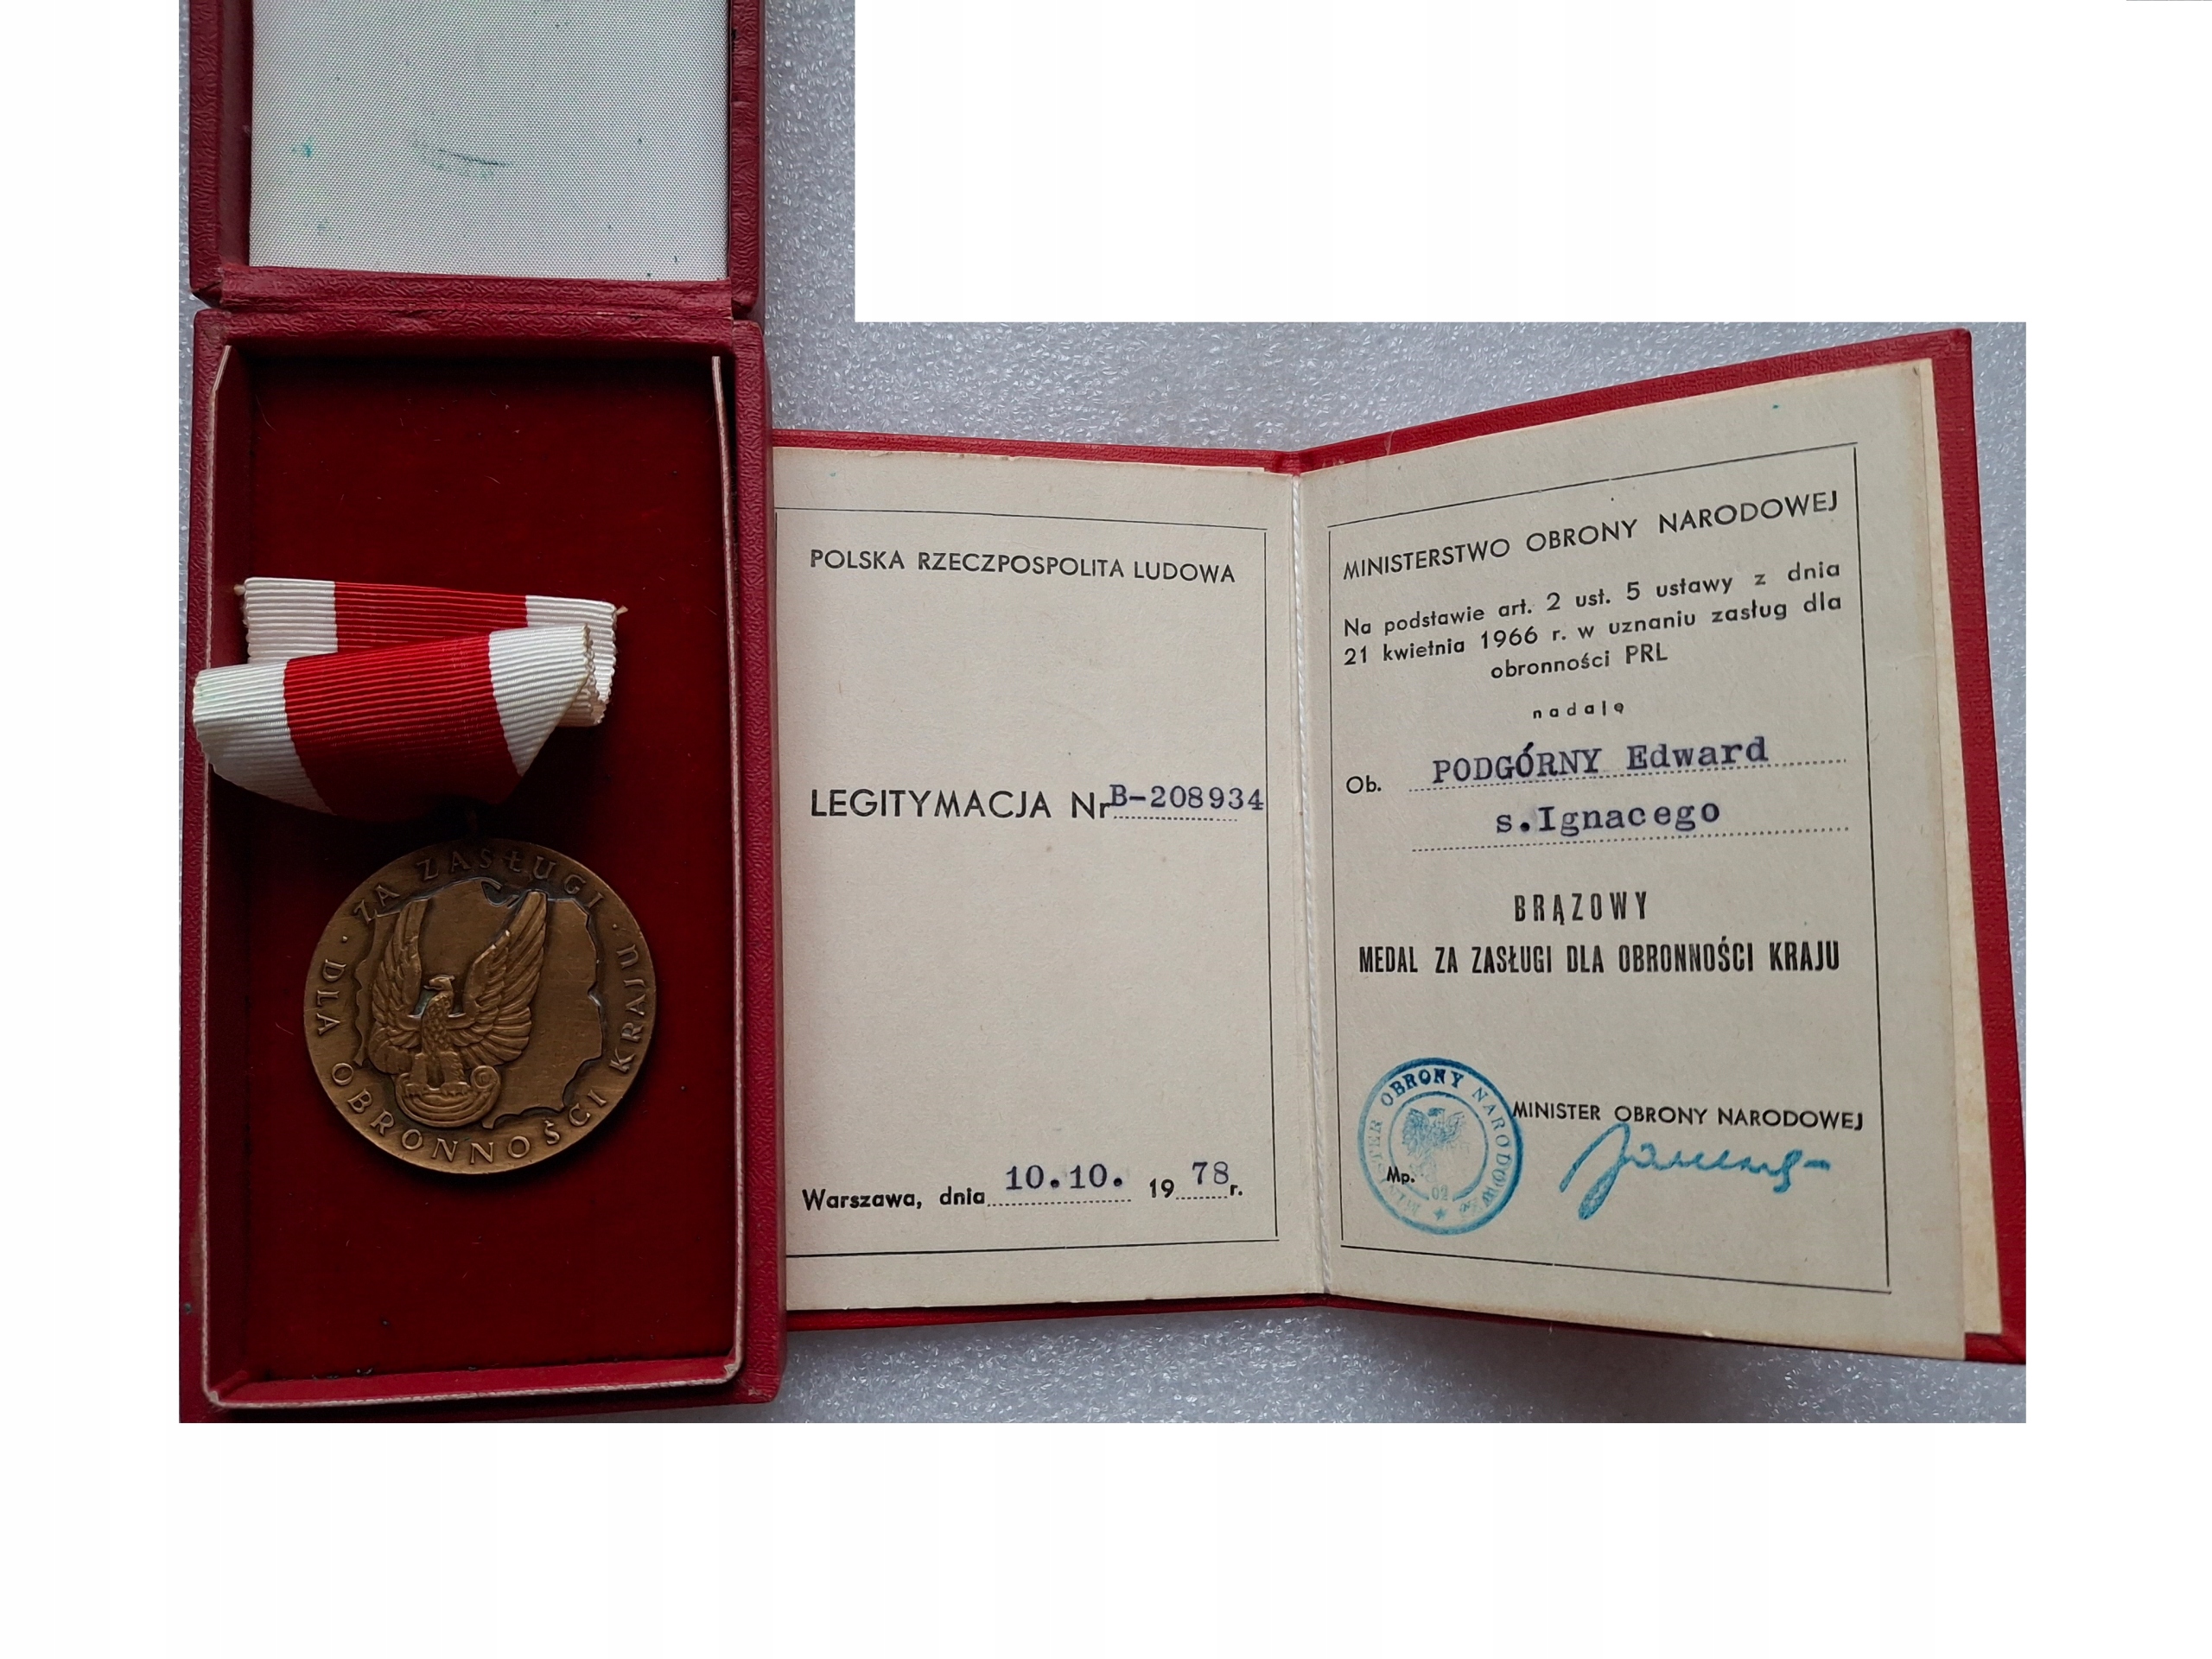 ZA ZASŁUGI · DLA OBRONNOŚCI KRAJU ·
POLSKA RZECZPOSPOLITA LUDOWA
LEGITYMACJA Nr B-208934
Warszawa, dnia 10.10. 19 78 r.
MINISTERSTWO OBRONY NARODOWEJ
Na podstawie art. 2 ust. 5 ustawy z dnia
21 kwietnia 1966 r. w uznaniu zasług dla
obronności PRL
nadaję
Ob. PODGÓRNY Edward
s.Ignacego
BRĄZOWY
MEDAL ZA ZASŁUGI DLA OBRONNOŚCI KRAJU
MINISTER OBRONY NARODOWEJ
Mp.
MINISTER OBRONY NARODOWEJ